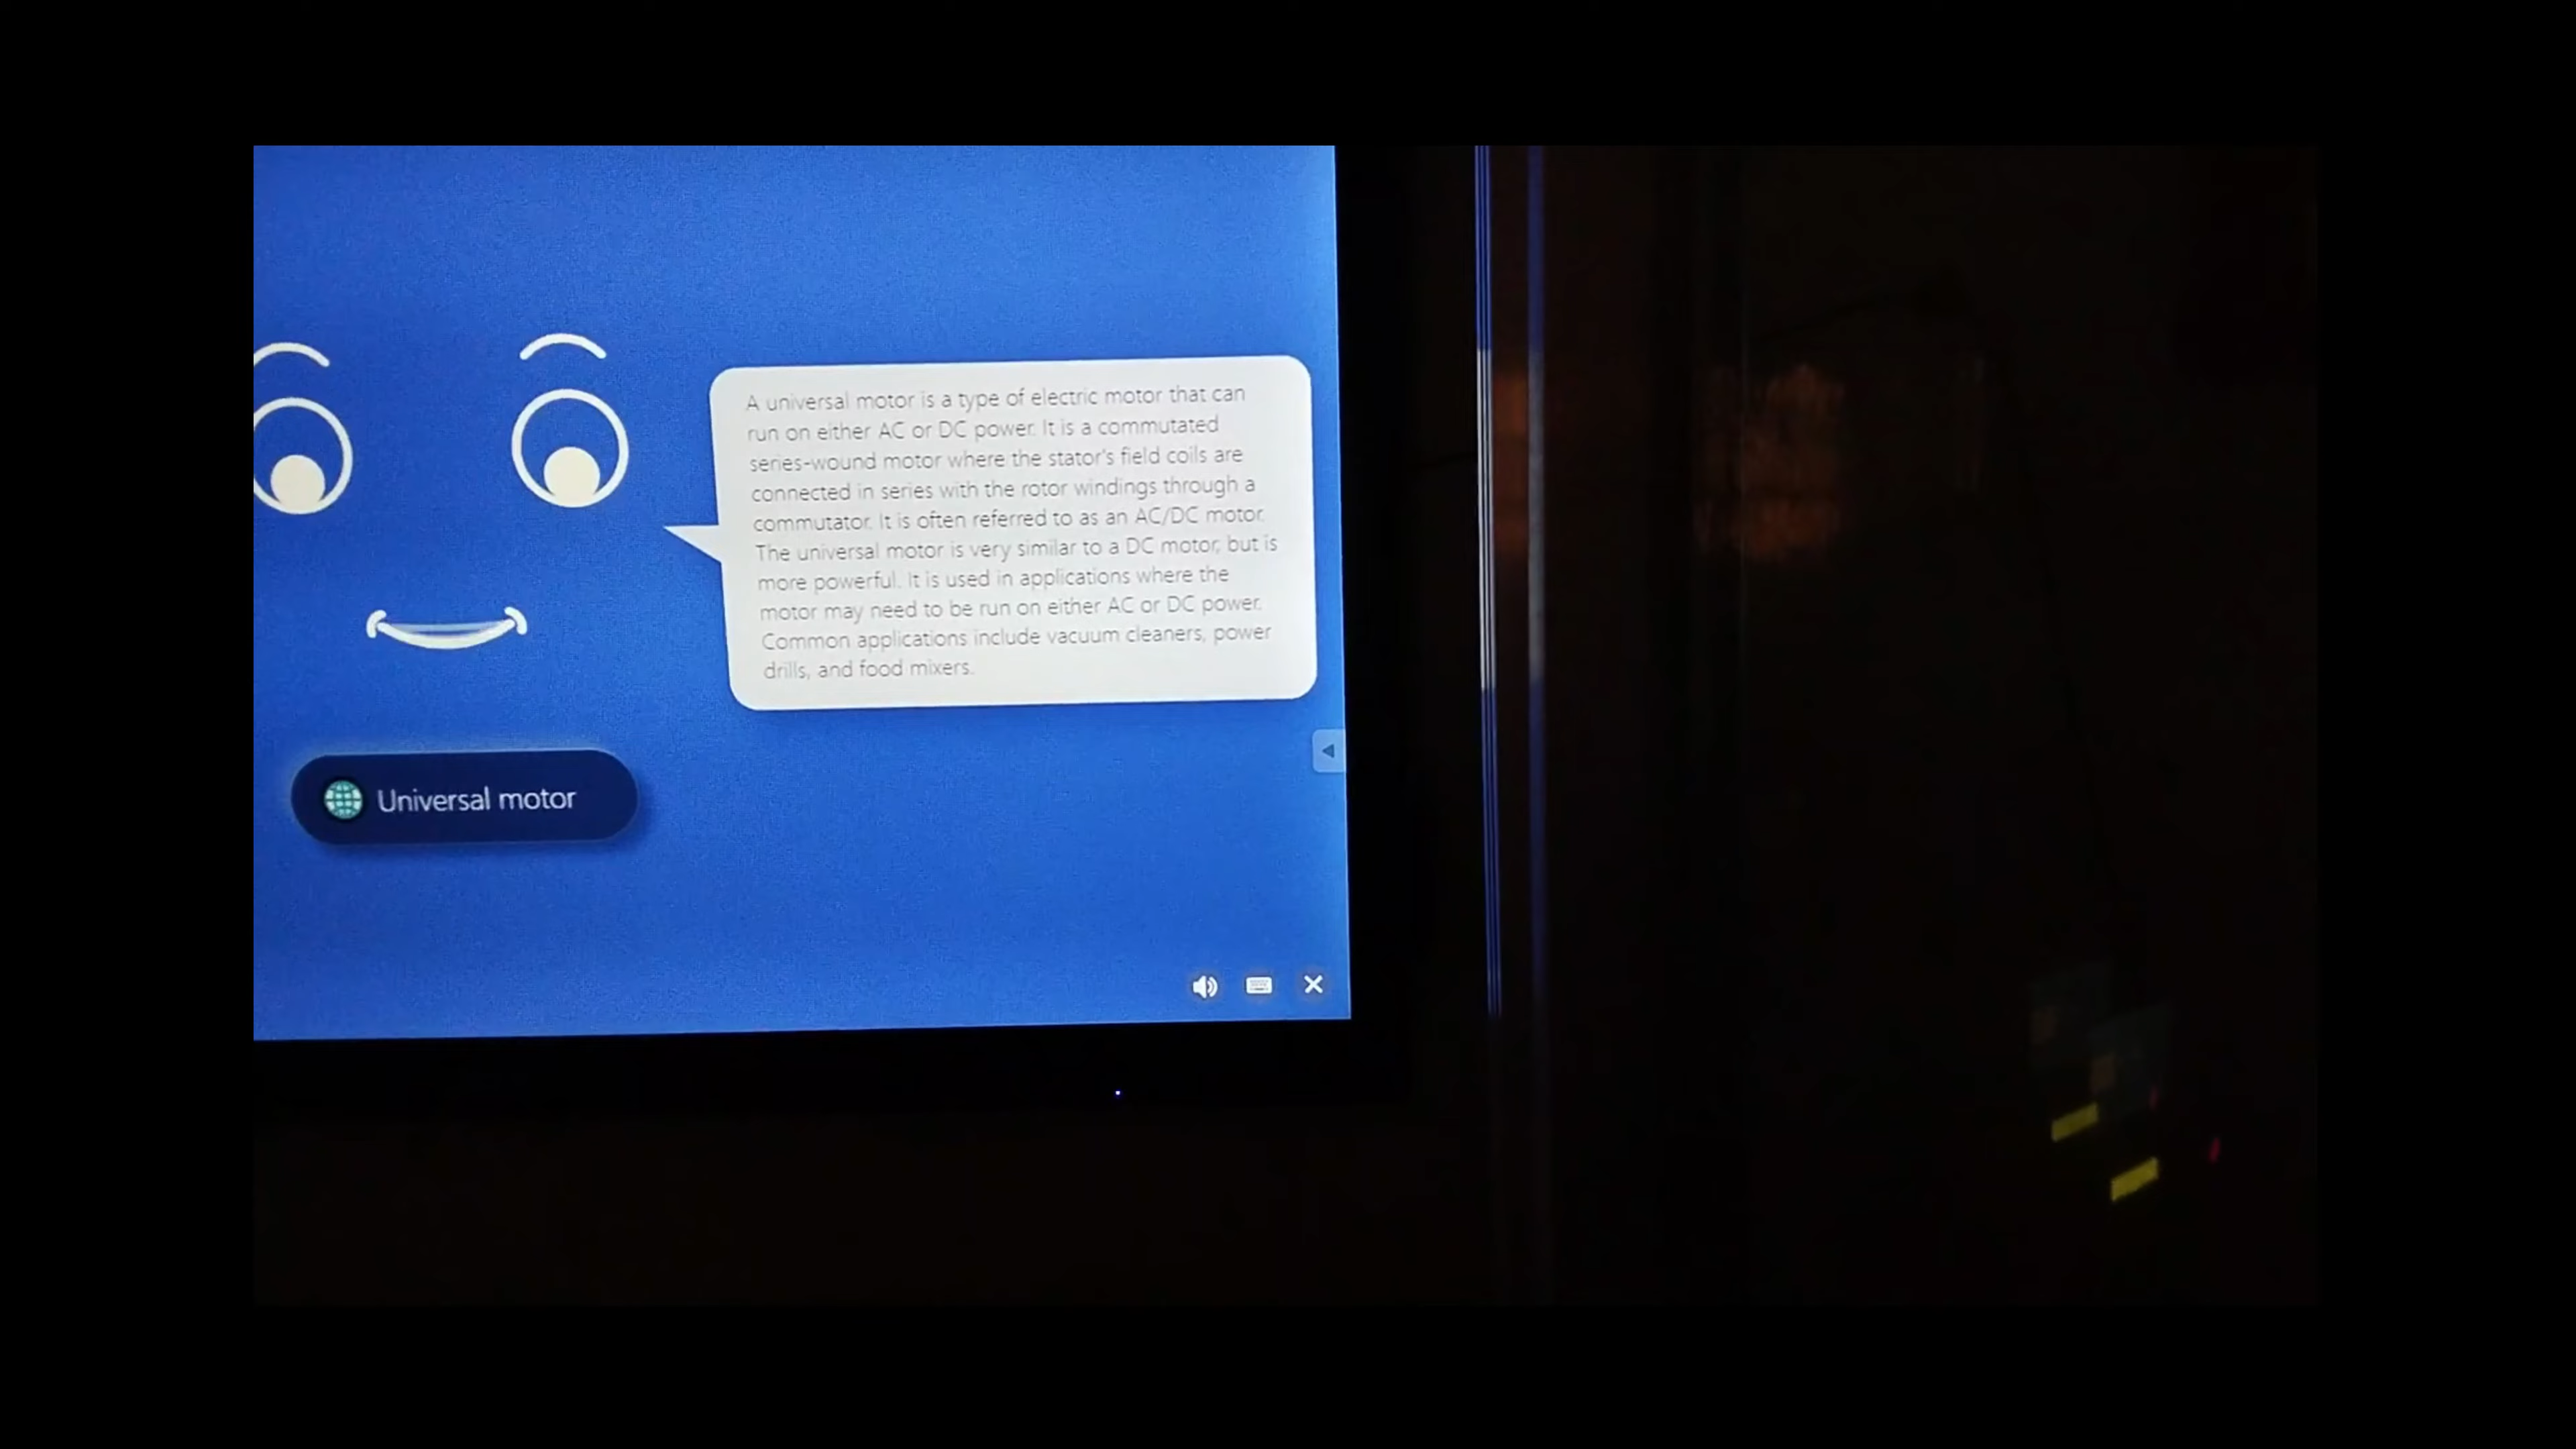 A universal motor is a type of electric motor that can
run on either AC or DC power. It is a commutated
series-wound motor where the stator's field coils are
connected in series with the rotor windings through a
commutator. It is often referred to as an AC/DC motor.
The universal motor is very similar to a DC motor, but is
more powerful. It is used in applications where the
motor may need to be run on either AC or DC power.
Common applications include vacuum cleaners, power
drills, and food mixers.
Universal motor